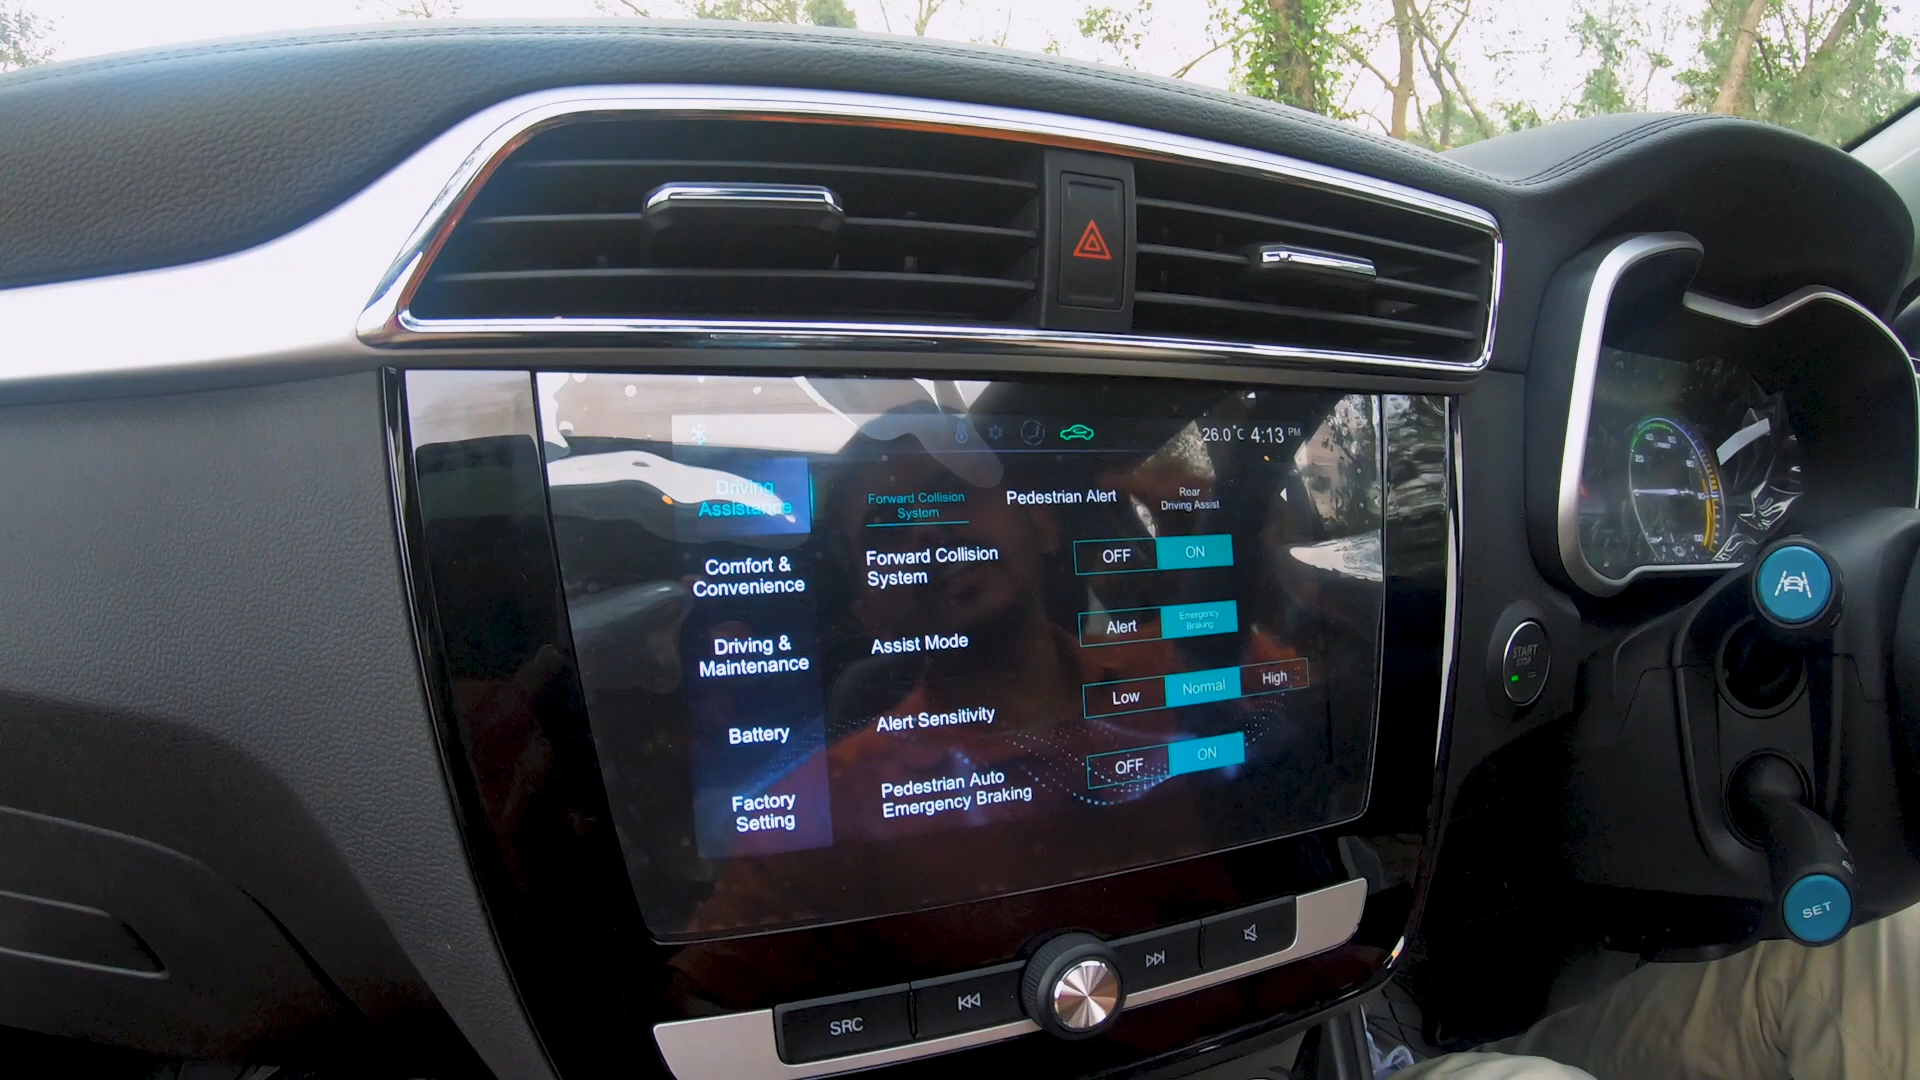 26.0°C 4:13 PM
Driving
Assistance
Forward Collision
System
Pedestrian Alert
Rear
Driving Assist
Comfort &
Convenience
Forward Collision
System
OFF
ON
Driving &
Maintenance
Assist Mode
Alert
Emergency
Braking
Battery
Alert Sensitivity
Low
Normal
High
Factory
Setting
Pedestrian Auto
Emergency Braking
OFF
ON
START
STOP
SET
SRC